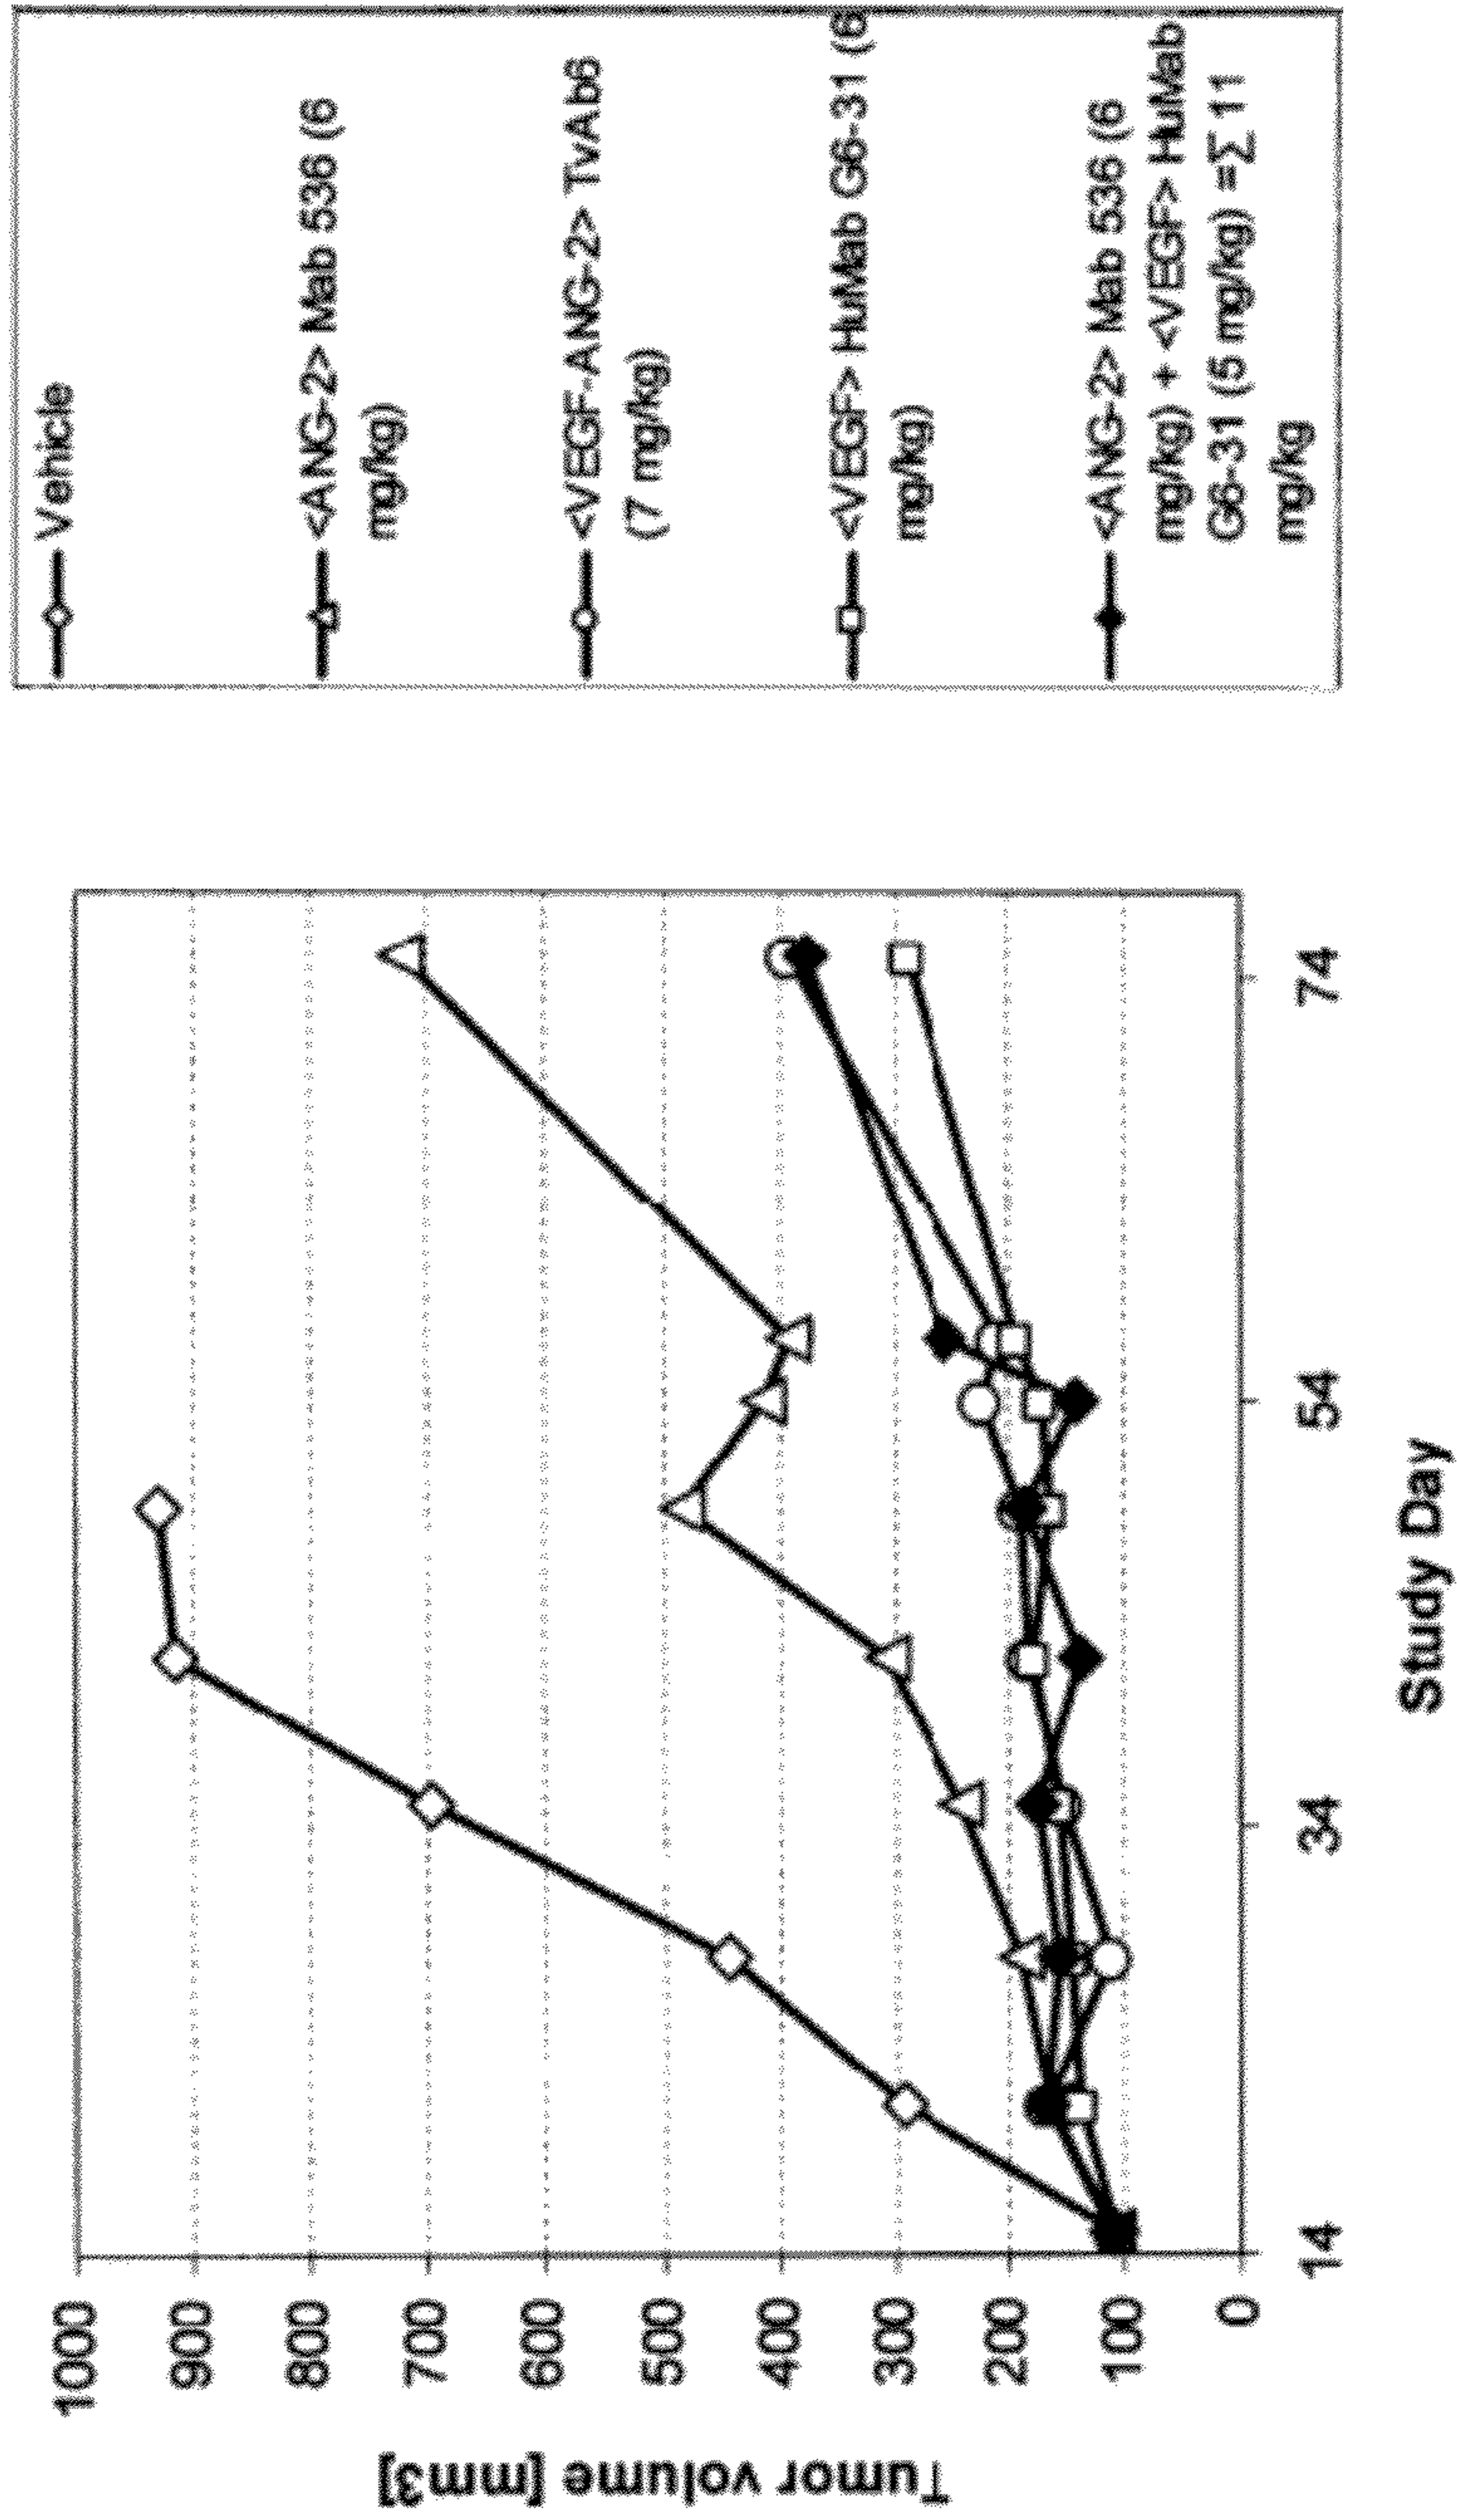 Tumor volume [mm3]
1000
900
800
700
600
500
400
300
200
100
0
14
34
54
74
Study Day
Vehicle
<ANG-2> Mab 536 (6
mg/kg)
<VEGF-ANG-2> TvAb6
(7 mg/kg)
<VEGF> HuMab G6-31 (6
mg/kg)
<ANG-2> Mab 536 (6
mg/kg) + <VEGF> HuMab
G6-31 (5 mg/kg) =∑ 11
mg/kg